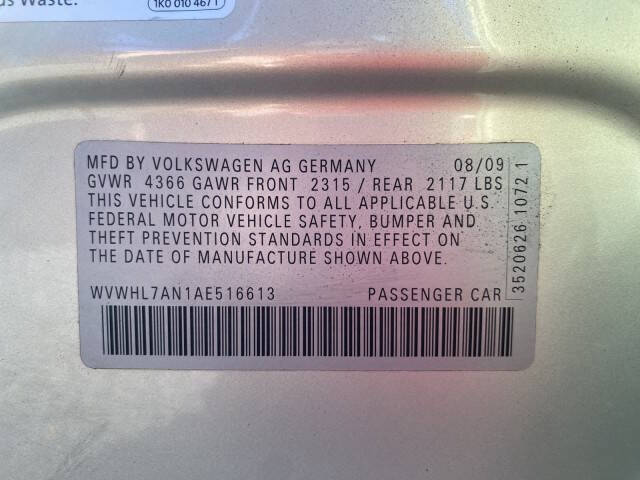 us Waste.
1K0 010 467 1
MFD BY VOLKSWAGEN AG GERMANY 08/09
GVWR 4366 GAWR FRONT 2315 / REAR 2117 LBS
THIS VEHICLE CONFORMS TO ALL APPLICABLE U.S.
FEDERAL MOTOR VEHICLE SAFETY, BUMPER AND
THEFT PREVENTION STANDARDS IN EFFECT ON
THE DATE OF MANUFACTURE SHOWN ABOVE.
WVWHL7AN1AE516613 PASSENGER CAR
3520626.1072.1